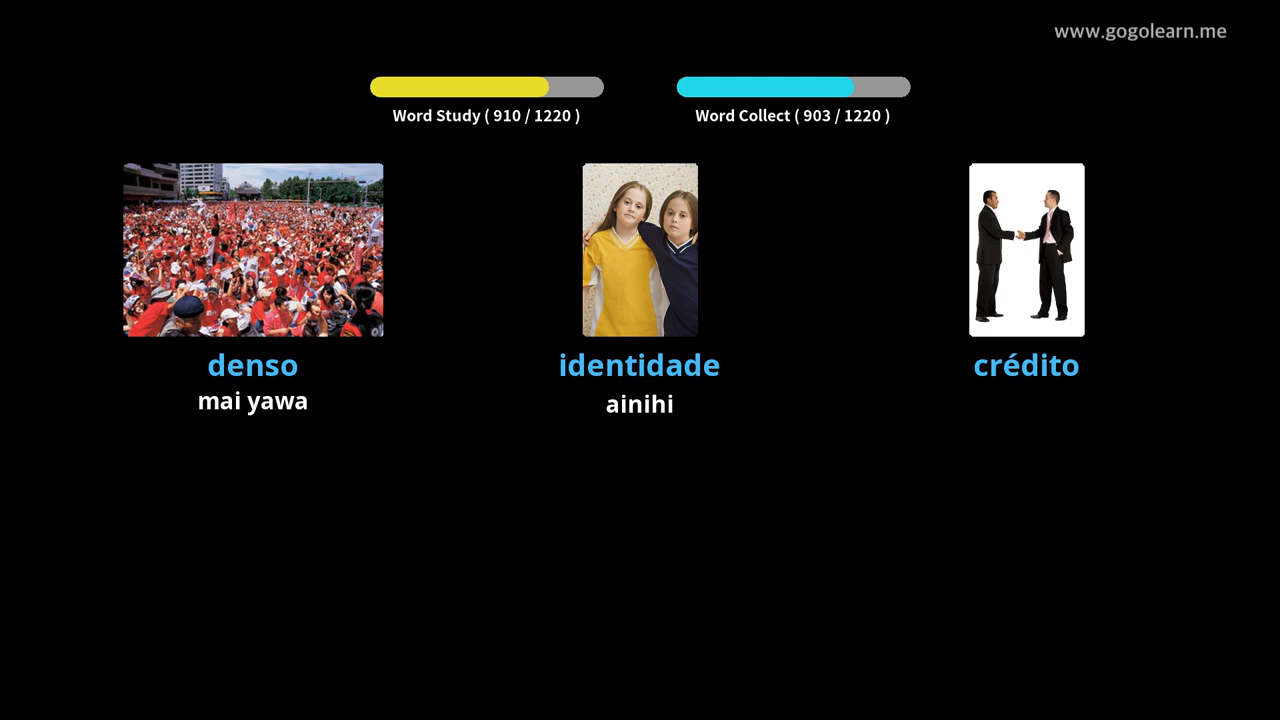 www.gogolearn.me
Word Study ( 910 / 1220 )
Word Collect ( 903 / 1220 )
denso
mai yawa
identidade
ainihi
crédito